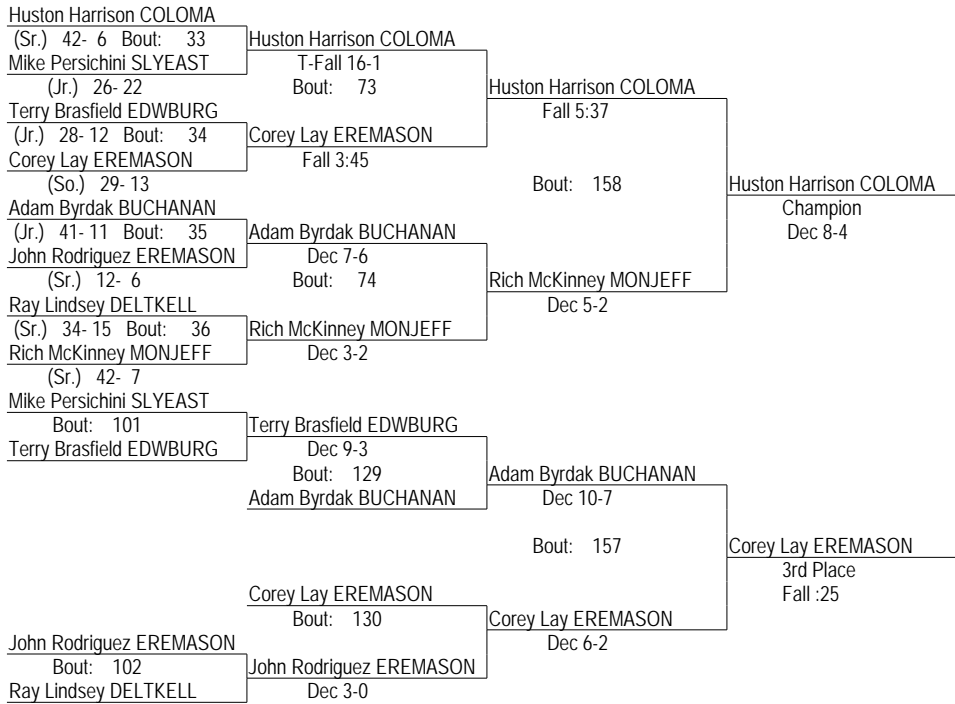 Huston Harrison COLOMA
(Sr.) 42- 6 Bout: 33
Huston Harrison COLOMA
Mike Persichini SLYEAST
T-Fall 16-1
(Jr.) 26- 22
Bout: 73
Huston Harrison COLOMA
Terry Brasfield EDWBURG
Fall 5:37
(Jr.) 28- 12 Bout: 34
Corey Lay EREMASON
Corey Lay EREMASON
Fall 3:45
(So.) 29- 13
Bout: 158
Huston Harrison COLOMA
Adam Byrdak BUCHANAN
Champion
(Jr.) 41- 11 Bout: 35
Adam Byrdak BUCHANAN
Dec 8-4
John Rodriguez EREMASON
Dec 7-6
(Sr.) 12- 6
Bout: 74
Rich McKinney MONJEFF
Ray Lindsey DELTKELL
Dec 5-2
(Sr.) 34- 15 Bout: 36
Rich McKinney MONJEFF
Rich McKinney MONJEFF
Dec 3-2
(Sr.) 42- 7
Mike Persichini SLYEAST
Bout: 101
Terry Brasfield EDWBURG
Terry Brasfield EDWBURG
Dec 9-3
Bout: 129
Adam Byrdak BUCHANAN
Adam Byrdak BUCHANAN
Dec 10-7
Bout: 157
Corey Lay EREMASON
3rd Place
Corey Lay EREMASON
Fall :25
Bout: 130
Corey Lay EREMASON
John Rodriguez EREMASON
Dec 6-2
Bout: 102
John Rodriguez EREMASON
Ray Lindsey DELTKELL
Dec 3-0